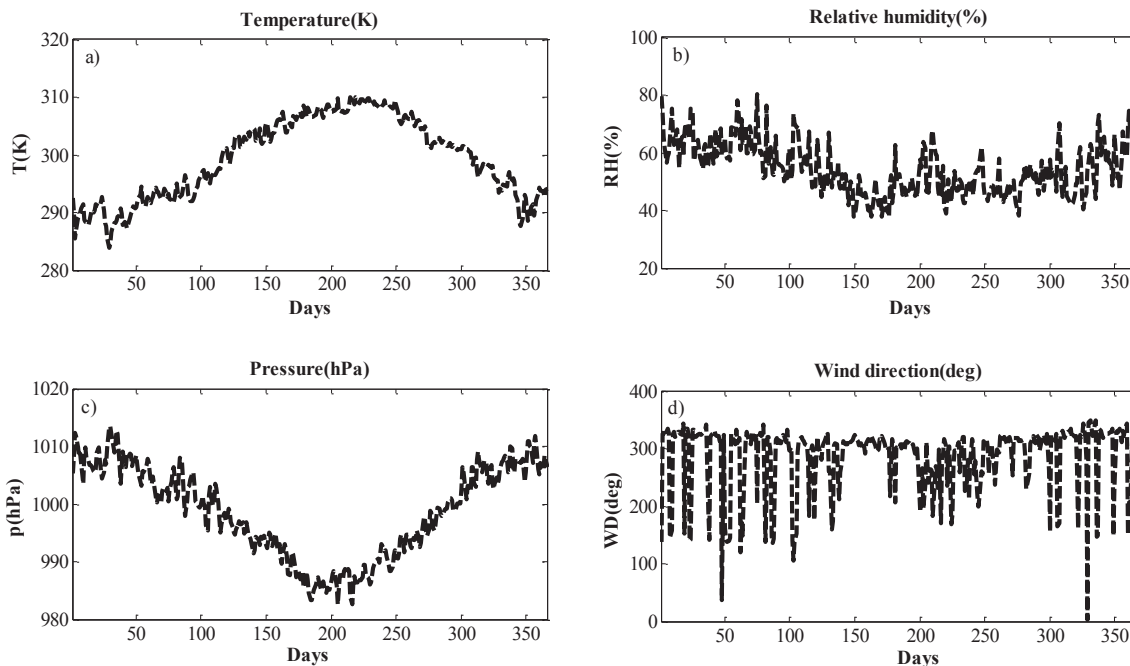 Temperature(K)
a)
320
310
300
290
280
T(K)
50 100 150 200 250 300 350
Days
Relative humidity(%)
b)
100
80
60
40
20
RH(%)
50 100 150 200 250 300 350
Days
Pressure(hPa)
c)
1020
1010
1000
990
980
p(hPa)
50 100 150 200 250 300 350
Days
Wind direction(deg)
d)
400
300
200
100
0
WD(deg)
50 100 150 200 250 300 350
Days